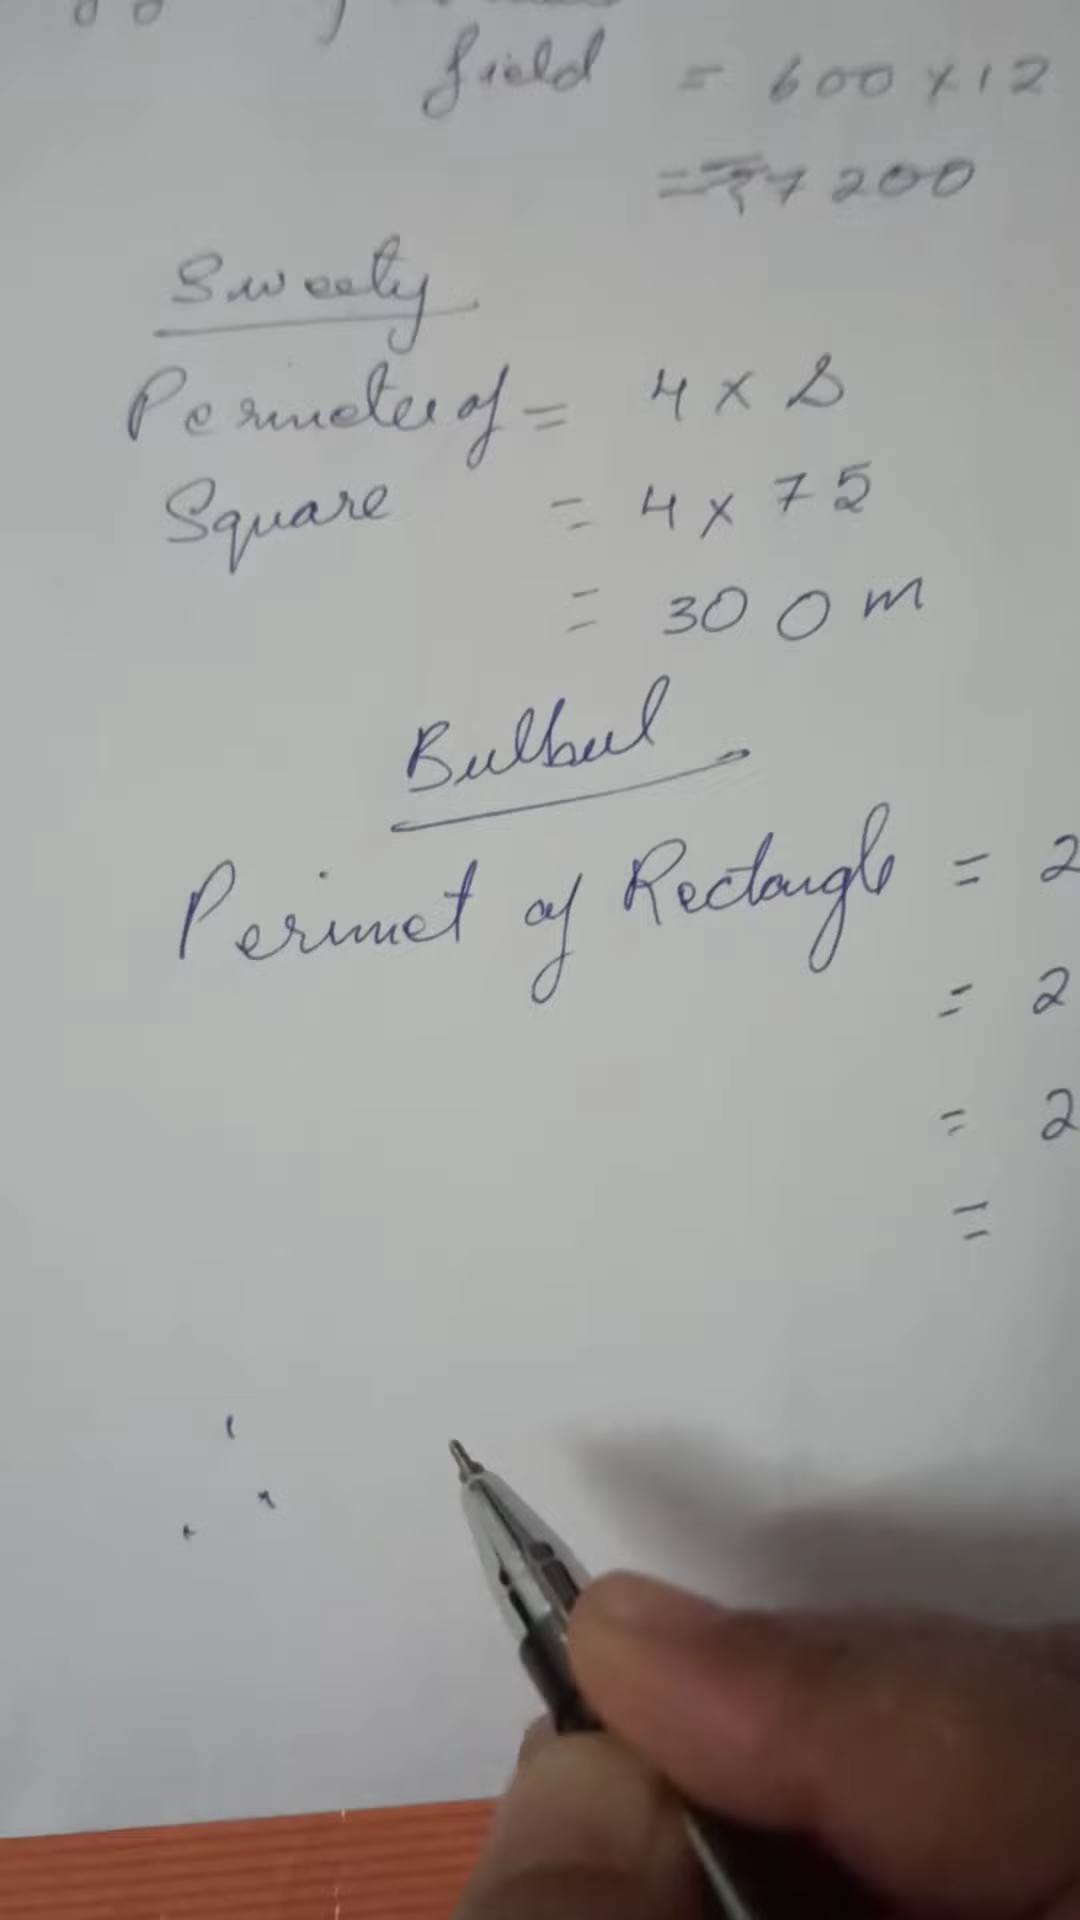 field = 600 × 12
= ₹7200
Sweety
Perimeter of = 4 × S
Square = 4 × 75
= 300 m
Bulbul
Perimet of Rectangle = 2
= 2
= 2
=